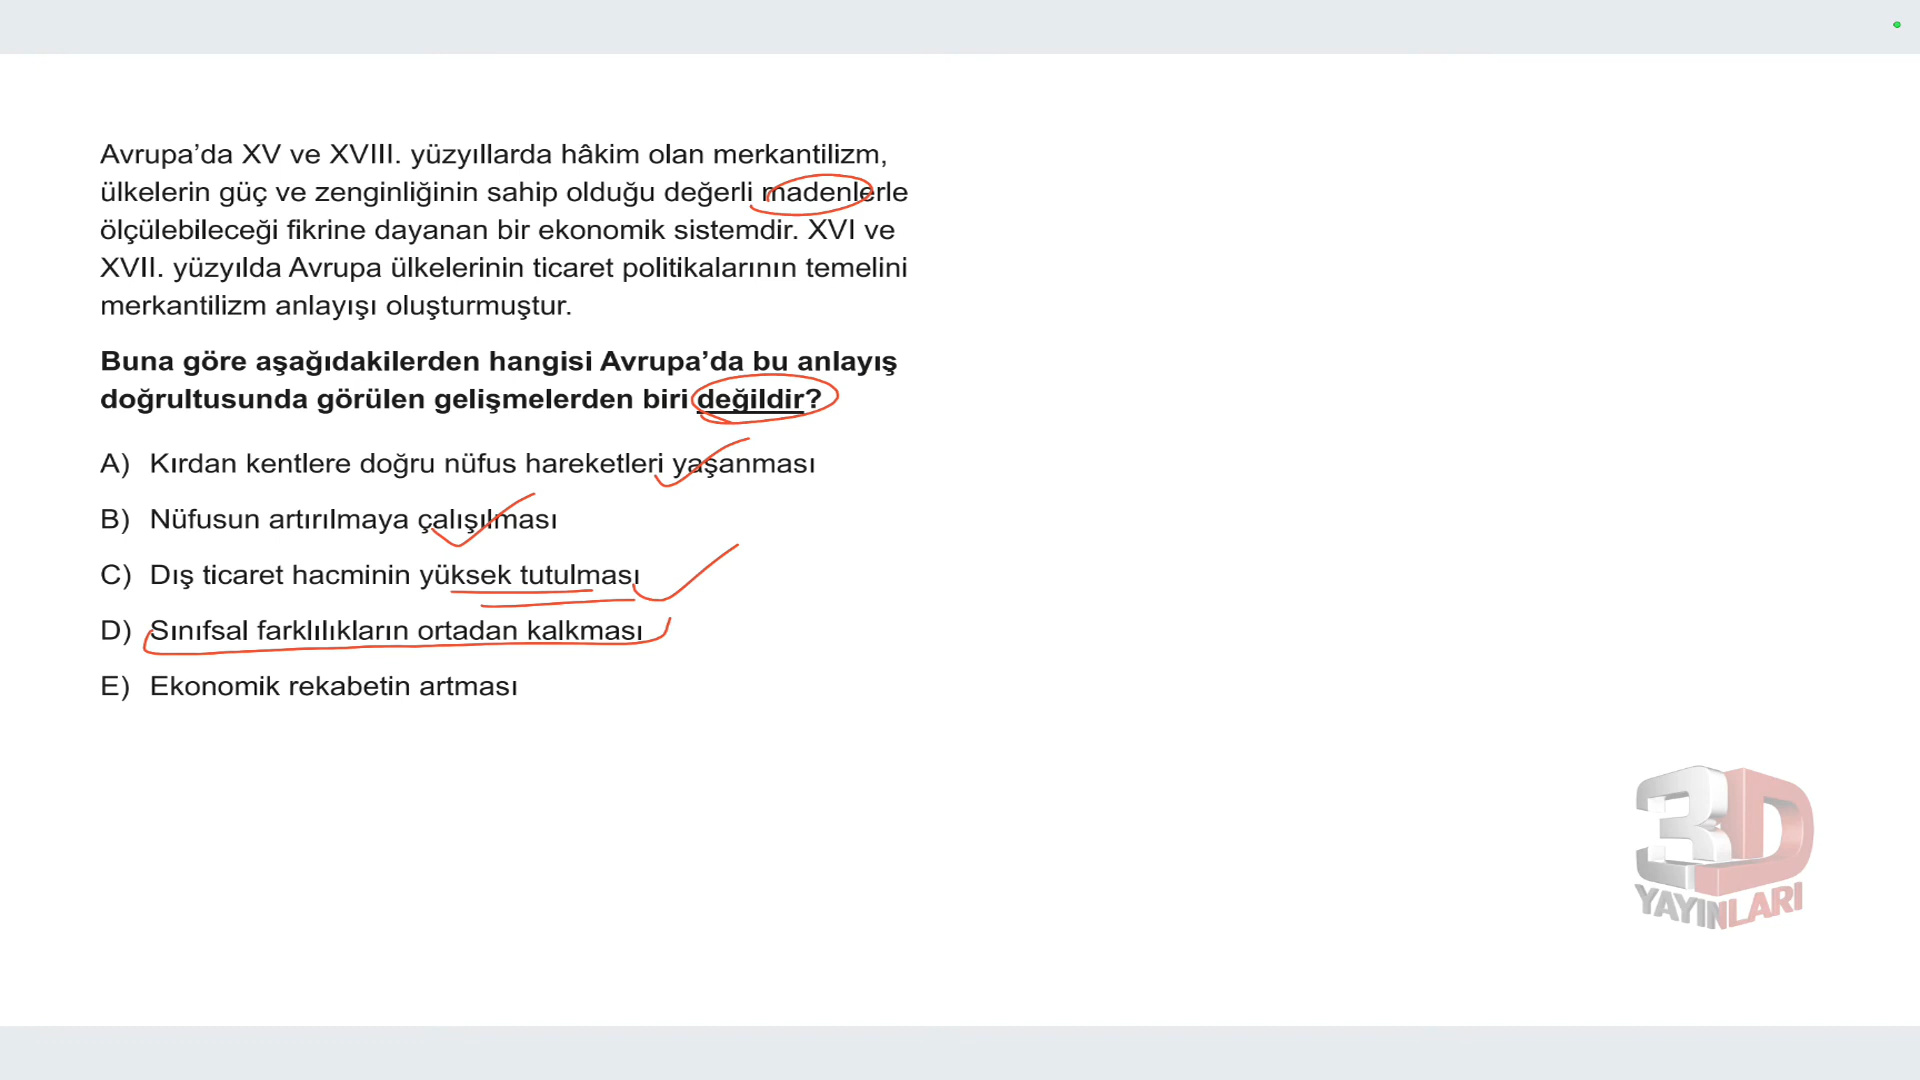 Avrupa’da XV ve XVIII. yüzyıllarda hâkim olan merkantilizm,
ülkelerin güç ve zenginliğinin sahip olduğu değerli madenlerle
ölçülebileceği fikrine dayanan bir ekonomik sistemdir. XVI ve
XVII. yüzyılda Avrupa ülkelerinin ticaret politikalarının temelini
merkantilizm anlayışı oluşturmuştur.
Buna göre aşağıdakilerden hangisi Avrupa’da bu anlayış
doğrultusunda görülen gelişmelerden biri değildir?
A) Kırdan kentlere doğru nüfus hareketleri yaşanması
B) Nüfusun artırılmaya çalışılması
C) Dış ticaret hacminin yüksek tutulması
D) Sınıfsal farklılıkların ortadan kalkması
E) Ekonomik rekabetin artması
3D
YAYINLARI